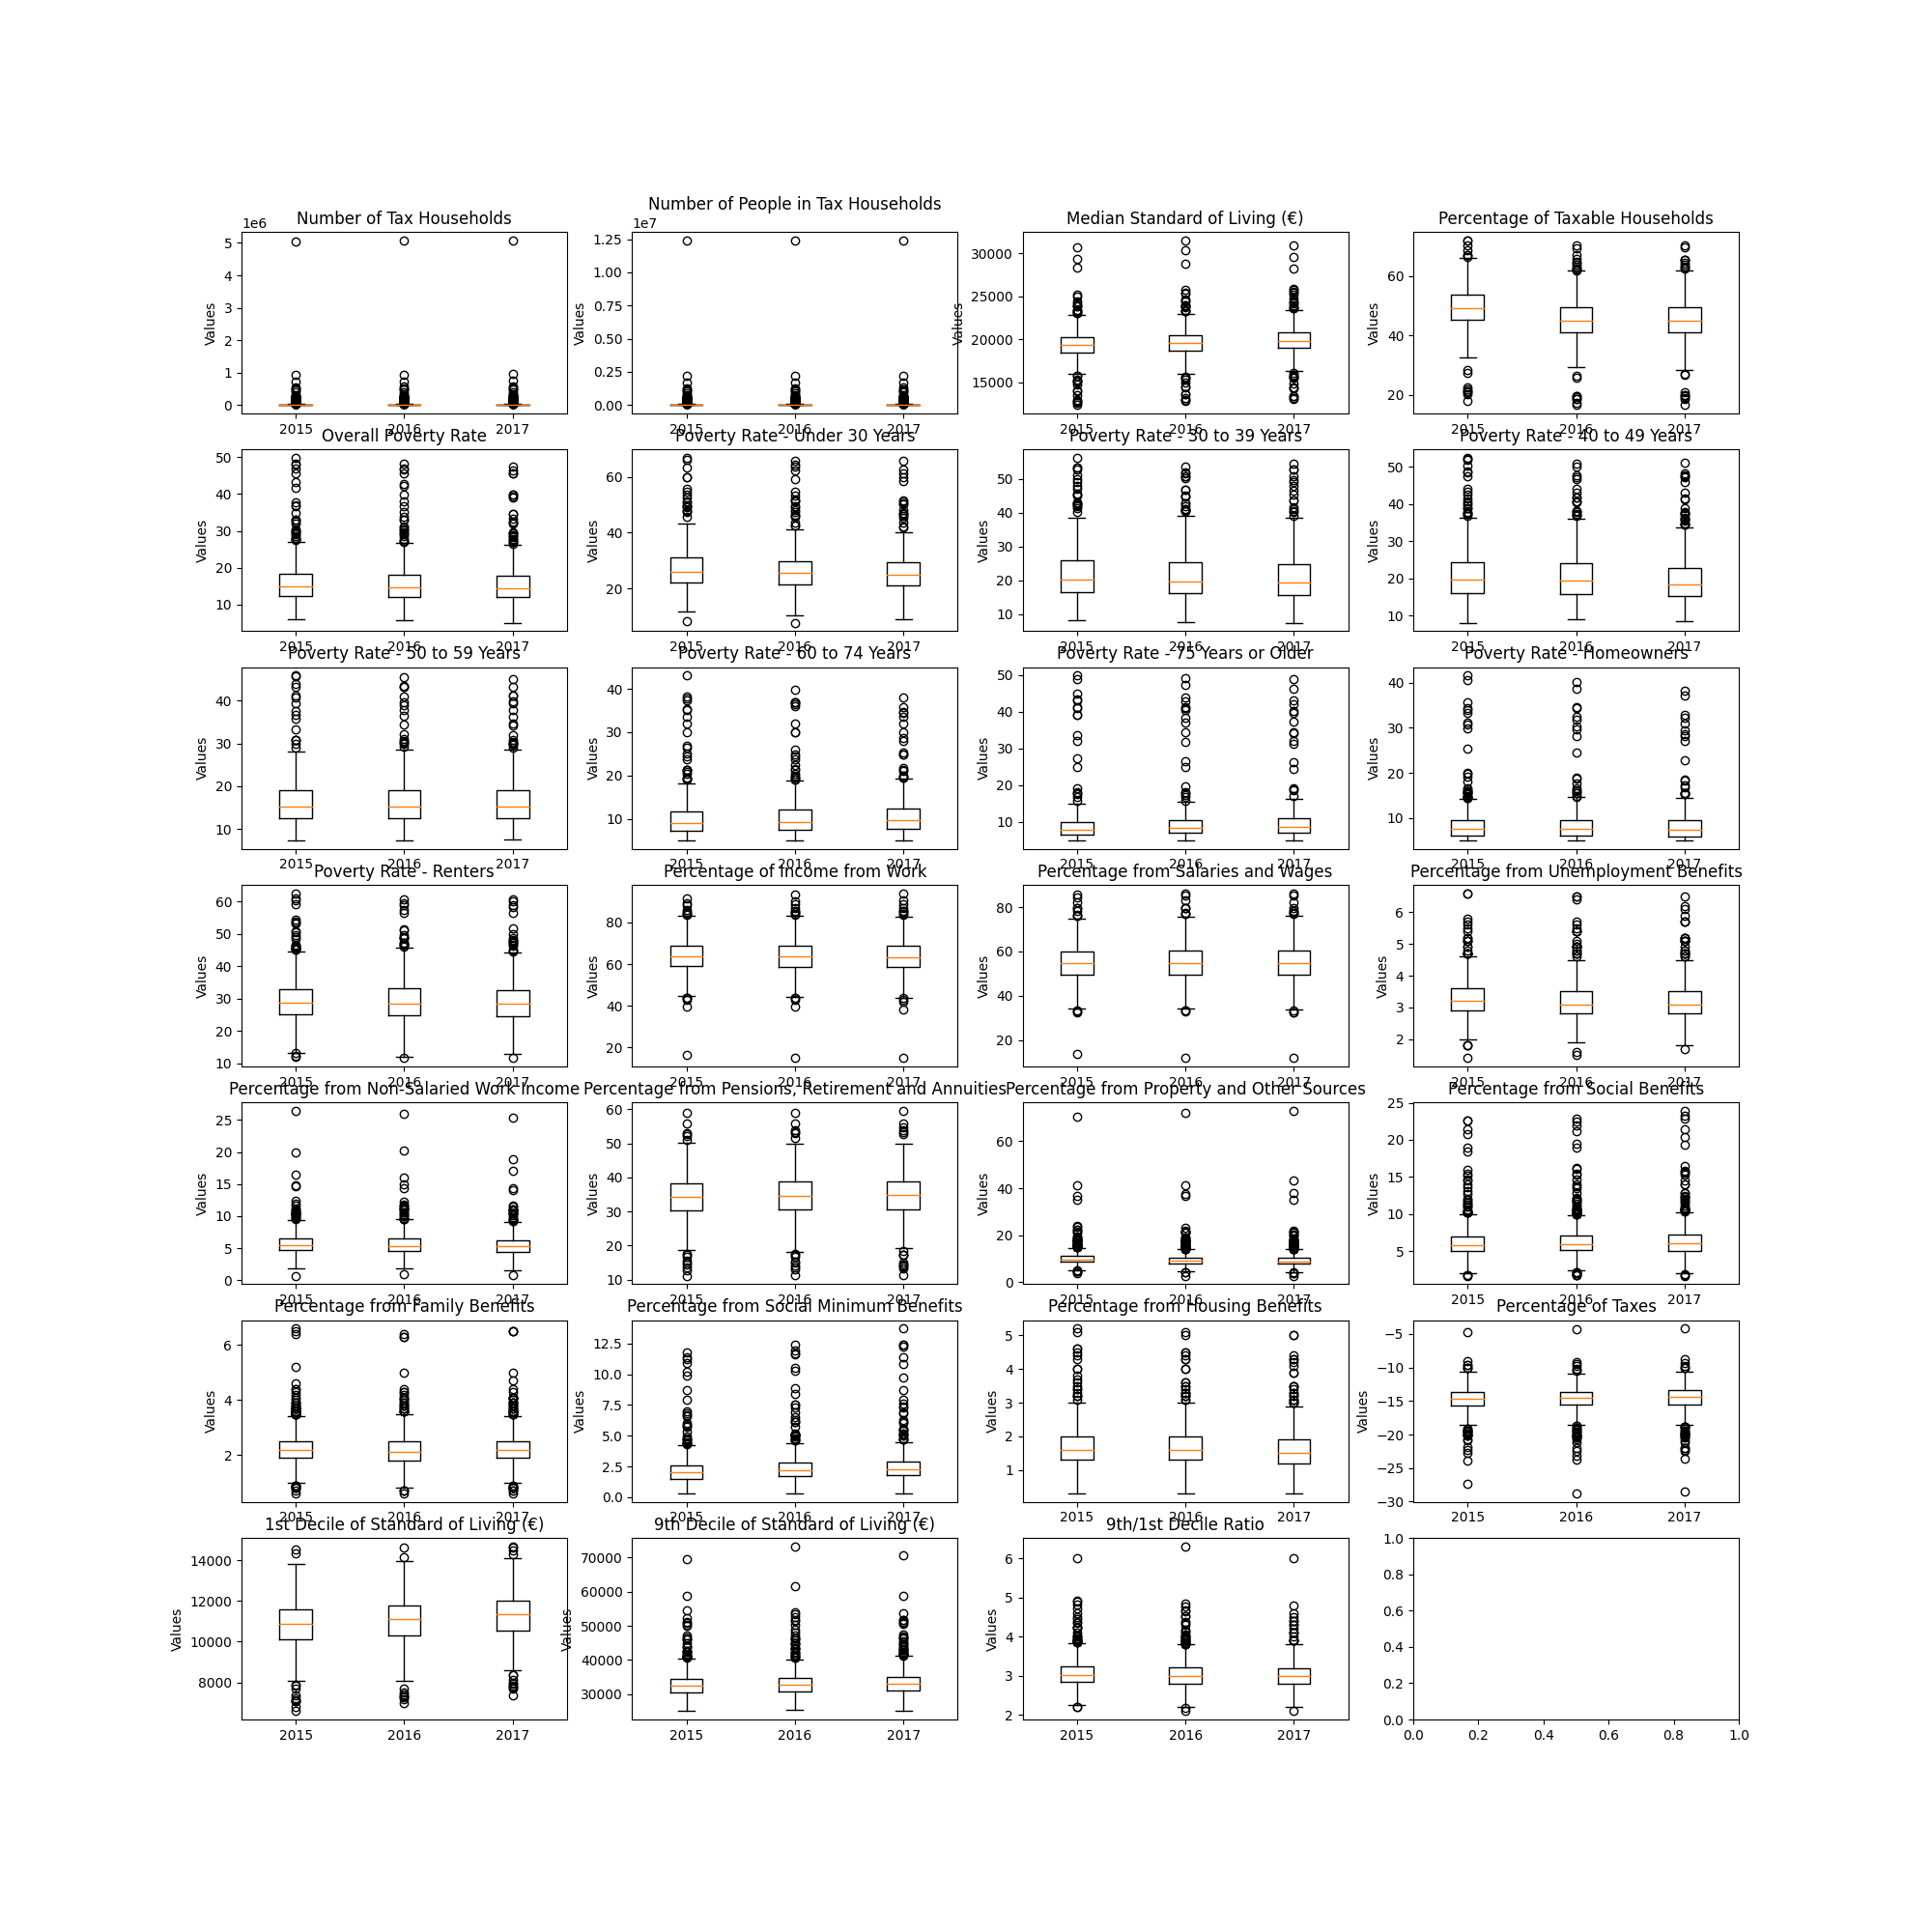 Number of Tax Households
1e6
5
4
3
2
1
0
Values
2015 2016 2017
Number of People in Tax Households
1e7
1.25
1.00
0.75
0.50
0.25
0.00
Values
2015 2016 2017
Median Standard of Living (€)
30000
25000
20000
15000
Values
2015 2016 2017
Percentage of Taxable Households
60
40
20
Values
2015 2016 2017
Overall Poverty Rate
50
40
30
20
10
Values
2015 2016 2017
Poverty Rate - Under 30 Years
60
40
20
Values
2015 2016 2017
Poverty Rate - 30 to 39 Years
50
40
30
20
10
Values
2015 2016 2017
Poverty Rate - 40 to 49 Years
50
40
30
20
10
Values
2015 2016 2017
Poverty Rate - 50 to 59 Years
40
30
20
10
Values
2015 2016 2017
Poverty Rate - 60 to 74 Years
40
30
20
10
Values
2015 2016 2017
Poverty Rate - 75 Years or Older
50
40
30
20
10
Values
2015 2016 2017
Poverty Rate - Homeowners
40
30
20
10
Values
2015 2016 2017
Poverty Rate - Renters
60
50
40
30
20
10
Values
2015 2016 2017
Percentage of Income from Work
80
60
40
20
Values
2015 2016 2017
Percentage from Salaries and Wages
80
60
40
20
Values
2015 2016 2017
Percentage from Unemployment Benefits
6
5
4
3
2
Values
2015 2016 2017
Percentage from Non-Salaried Work Income
25
20
15
10
5
0
Values
2015 2016 2017
Percentage from Pensions, Retirement and Annuities
60
50
40
30
20
10
Values
2015 2016 2017
Percentage from Property and Other Sources
60
40
20
0
Values
2015 2016 2017
Percentage from Social Benefits
25
20
15
10
5
Values
2015 2016 2017
Percentage from Family Benefits
6
4
2
Values
2015 2016 2017
Percentage from Social Minimum Benefits
12.5
10.0
7.5
5.0
2.5
0.0
Values
2015 2016 2017
Percentage from Housing Benefits
5
4
3
2
1
Values
2015 2016 2017
Percentage of Taxes
−5
−10
−15
−20
−25
−30
Values
2015 2016 2017
1st Decile of Standard of Living (€)
14000
12000
10000
8000
Values
2015 2016 2017
9th Decile of Standard of Living (€)
70000
60000
50000
40000
30000
Values
2015 2016 2017
9th/1st Decile Ratio
6
5
4
3
2
Values
2015 2016 2017
1.0
0.8
0.6
0.4
0.2
0.0
0.0 0.2 0.4 0.6 0.8 1.0